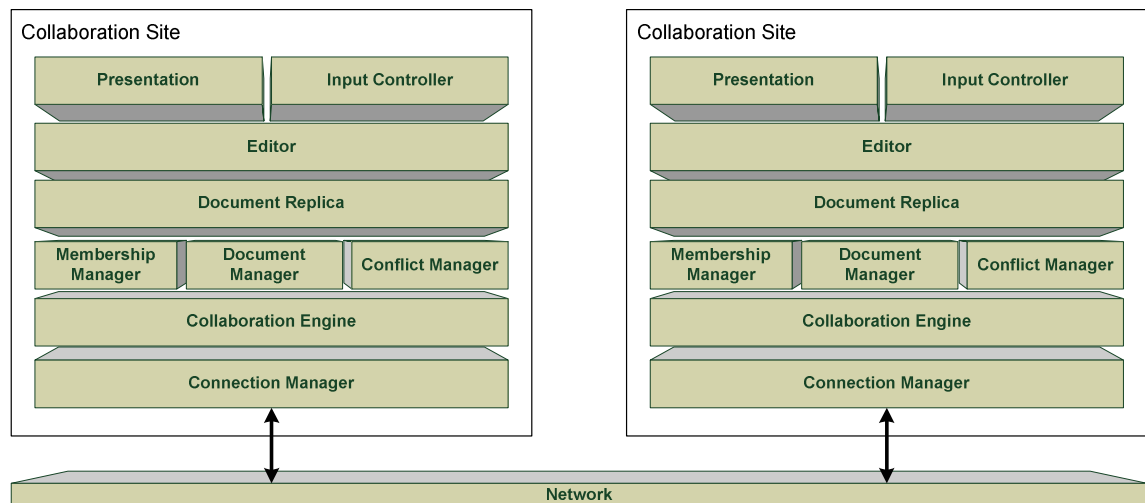 Collaboration Site
Presentation
Input Controller
Editor
Document Replica
Membership
Manager
Document
Manager
Conflict Manager
Collaboration Engine
Connection Manager
Collaboration Site
Presentation
Input Controller
Editor
Document Replica
Membership
Manager
Document
Manager
Conflict Manager
Collaboration Engine
Connection Manager
Network